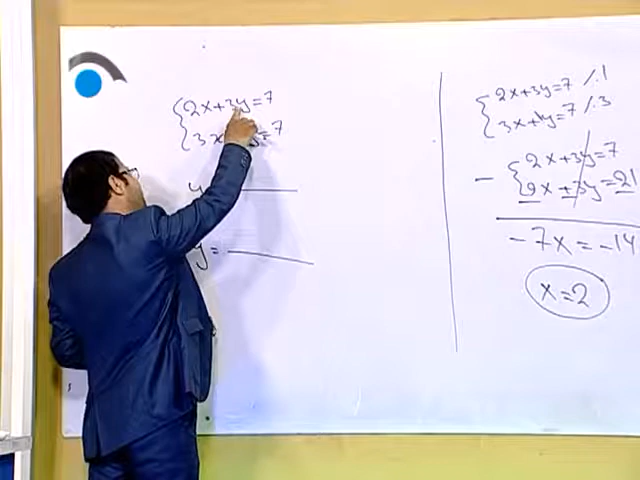 2x+3y=7
3x y=7
y
y=
2x+3y=7 /.1
3x+y=7 /.3
2x+3y=7
9x+3y=21
-7x=-14
x=2